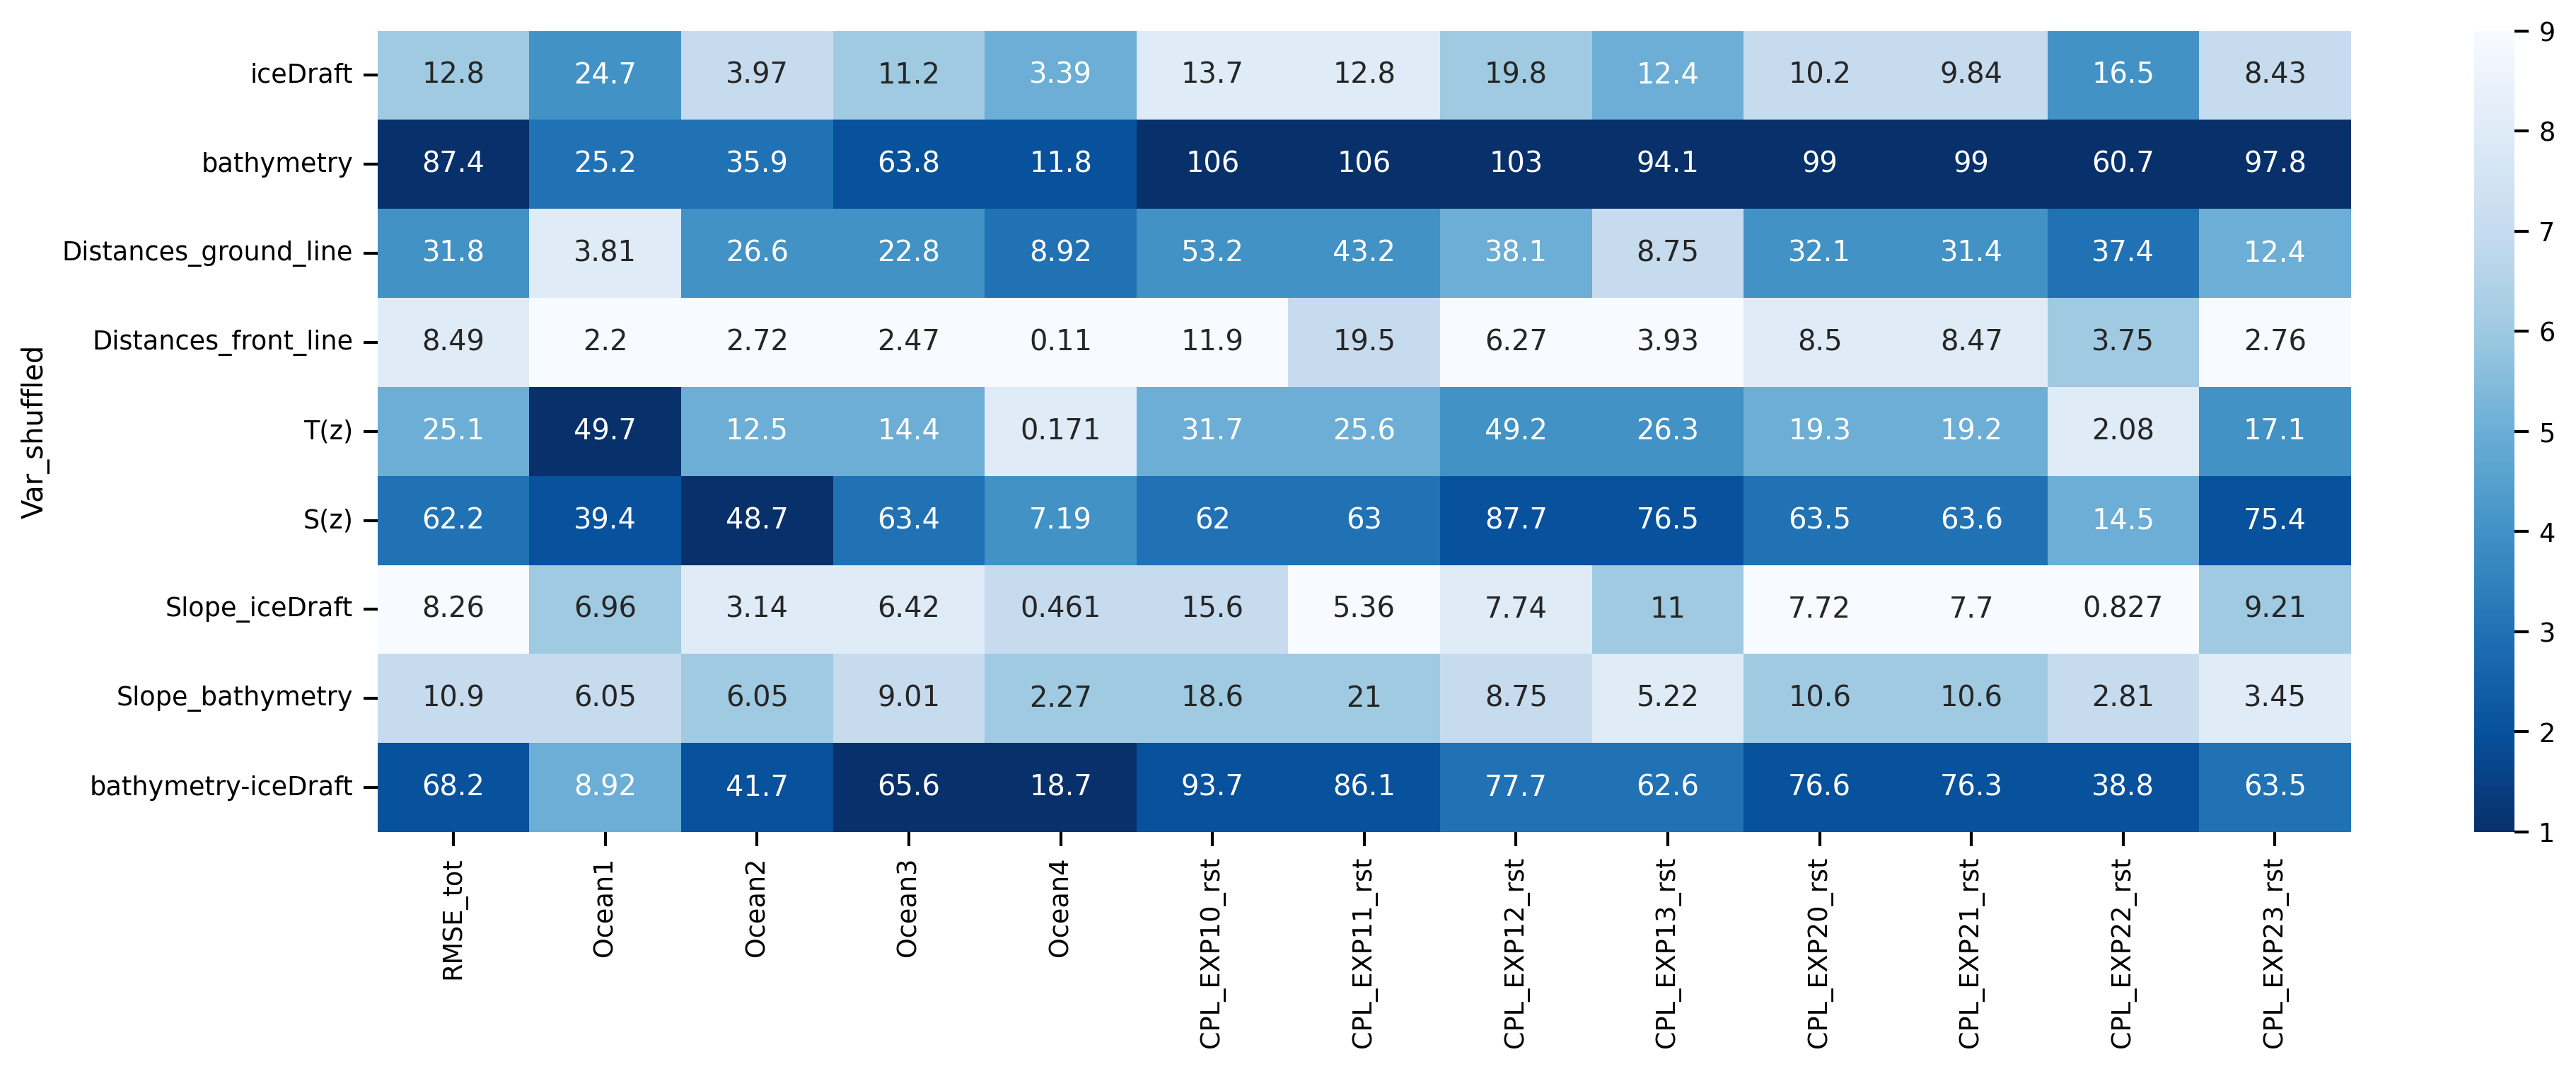 Var_shuffled
iceDraft 12.8 24.7 3.97 11.2 3.39 13.7 12.8 19.8 12.4 10.2 9.84 16.5 8.43
bathymetry 87.4 25.2 35.9 63.8 11.8 106 106 103 94.1 99 99 60.7 97.8
Distances_ground_line 31.8 3.81 26.6 22.8 8.92 53.2 43.2 38.1 8.75 32.1 31.4 37.4 12.4
Distances_front_line 8.49 2.2 2.72 2.47 0.11 11.9 19.5 6.27 3.93 8.5 8.47 3.75 2.76
T(z) 25.1 49.7 12.5 14.4 0.171 31.7 25.6 49.2 26.3 19.3 19.2 2.08 17.1
S(z) 62.2 39.4 48.7 63.4 7.19 62 63 87.7 76.5 63.5 63.6 14.5 75.4
Slope_iceDraft 8.26 6.96 3.14 6.42 0.461 15.6 5.36 7.74 11 7.72 7.7 0.827 9.21
Slope_bathymetry 10.9 6.05 6.05 9.01 2.27 18.6 21 8.75 5.22 10.6 10.6 2.81 3.45
bathymetry-iceDraft 68.2 8.92 41.7 65.6 18.7 93.7 86.1 77.7 62.6 76.6 76.3 38.8 63.5
RMSE_tot
Ocean1
Ocean2
Ocean3
Ocean4
CPL_EXP10_rst
CPL_EXP11_rst
CPL_EXP12_rst
CPL_EXP13_rst
CPL_EXP20_rst
CPL_EXP21_rst
CPL_EXP22_rst
CPL_EXP23_rst
9
8
7
6
5
4
3
2
1